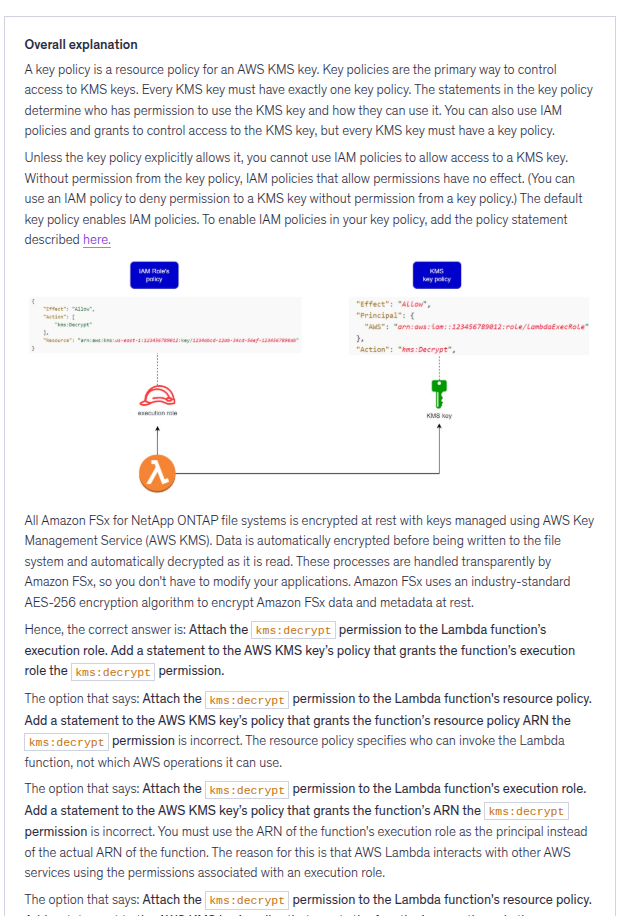 Overall explanation
A key policy is a resource policy for an AWS KMS key. Key policies are the primary way to control
access to KMS keys. Every KMS key must have exactly one key policy. The statements in the key policy
determine who has permission to use the KMS key and how they can use it. You can also use IAM
policies and grants to control access to the KMS key, but every KMS key must have a key policy.
Unless the key policy explicitly allows it, you cannot use IAM policies to allow access to a KMS key.
Without permission from the key policy, IAM policies that allow permissions have no effect. (You can
use an IAM policy to deny permission to a KMS key without permission from a key policy.) The default
key policy enables IAM policies. To enable IAM policies in your key policy, add the policy statement
described here.
IAM Role's
policy
{
"Effect": "Allow",
"Action": [
"kms:Decrypt"
],
"Resource":
}
KMS
key policy
"Effect": "Allow",
"Principal": {
"AWS": "arn:aws:iam::123456789012:role/lambdaExecRole"
},
"Action": "kms:Decrypt",
execution role
KMS key
All Amazon FSx for NetApp ONTAP file systems is encrypted at rest with keys managed using AWS Key
Management Service (AWS KMS). Data is automatically encrypted before being written to the file
system and automatically decrypted as it is read. These processes are handled transparently by
Amazon FSx, so you don't have to modify your applications. Amazon FSx uses an industry-standard
AES-256 encryption algorithm to encrypt Amazon FSx data and metadata at rest.
Hence, the correct answer is: Attach the kms:decrypt permission to the Lambda function's
execution role. Add a statement to the AWS KMS key's policy that grants the function's execution
role the kms:decrypt permission.
The option that says: Attach the kms:decrypt permission to the Lambda function's resource policy.
Add a statement to the AWS KMS key's policy that grants the function's resource policy ARN the
kms:decrypt permission is incorrect. The resource policy specifies who can invoke the Lambda
function, not which AWS operations it can use.
The option that says: Attach the kms:decrypt permission to the Lambda function's execution role.
Add a statement to the AWS KMS key's policy that grants the function's ARN the kms:decrypt
permission is incorrect. You must use the ARN of the function's execution role as the principal instead
of the actual ARN of the function. The reason for this is that AWS Lambda interacts with other AWS
services using the permissions associated with an execution role.
The option that says: Attach the kms:decrypt permission to the Lambda function's resource policy.